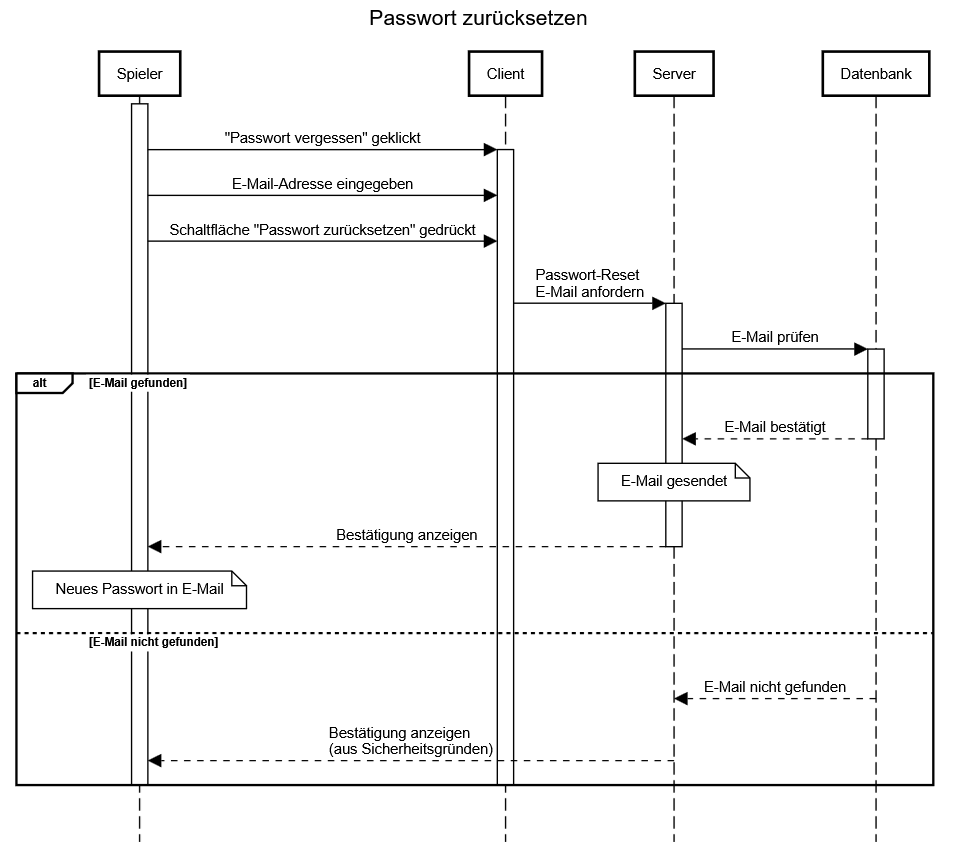 Passwort zurücksetzen
Spieler
Client
Server
Datenbank
"Passwort vergessen" geklickt
E-Mail-Adresse eingegeben
Schaltfläche "Passwort zurücksetzen" gedrückt
Passwort-Reset
E-Mail anfordern
E-Mail prüfen
alt
[E-Mail gefunden]
E-Mail bestätigt
E-Mail gesendet
Bestätigung anzeigen
Neues Passwort in E-Mail
[E-Mail nicht gefunden]
E-Mail nicht gefunden
Bestätigung anzeigen
(aus Sicherheitsgründen)